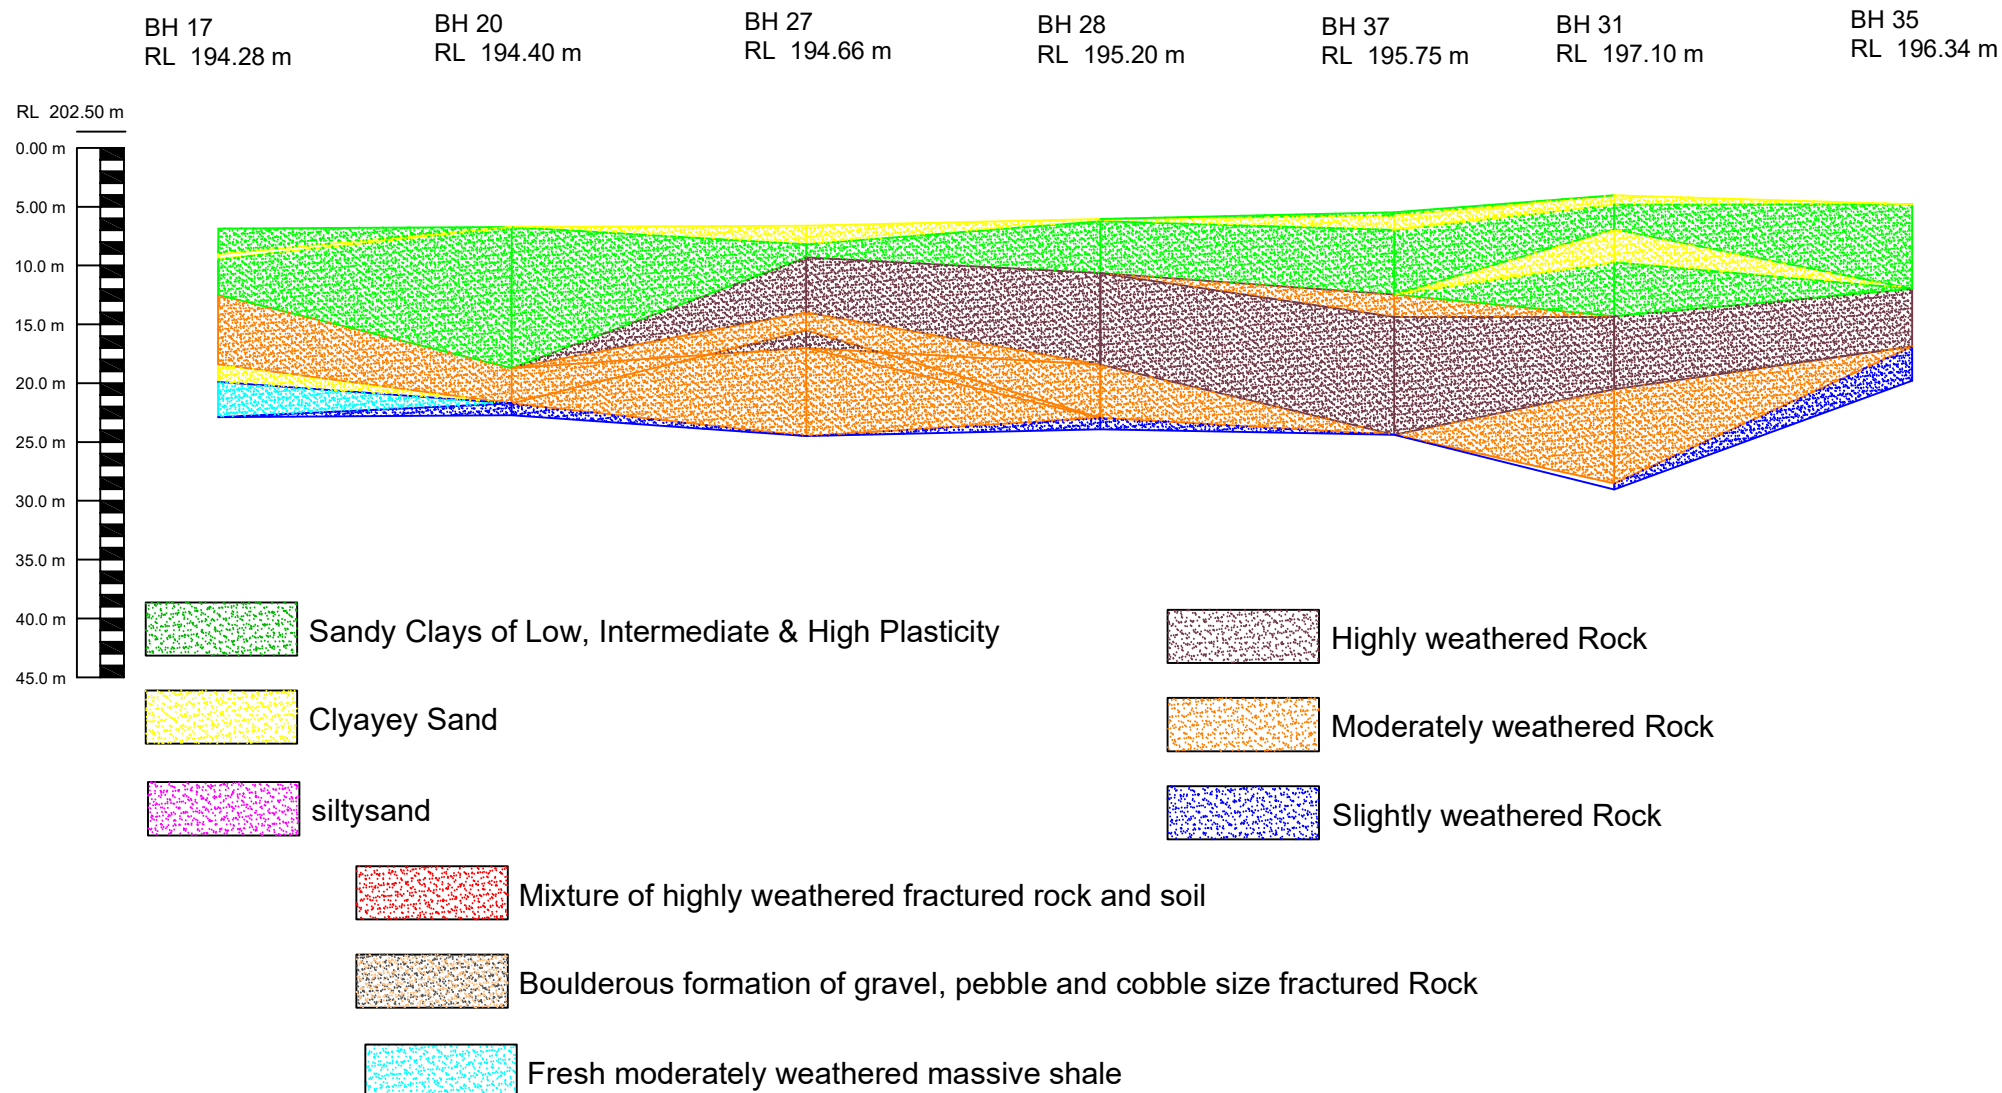 BH 17
RL 194.28 m
BH 20
RL 194.40 m
BH 27
RL 194.66 m
BH 28
RL 195.20 m
BH 37
RL 195.75 m
BH 31
RL 197.10 m
BH 35
RL 196.34 m
RL 202.50 m
0.00 m
5.00 m
10.0 m
15.0 m
20.0 m
25.0 m
30.0 m
35.0 m
40.0 m
45.0 m
Sandy Clays of Low, Intermediate & High Plasticity
Clyayey Sand
siltysand
Highly weathered Rock
Moderately weathered Rock
Slightly weathered Rock
Mixture of highly weathered fractured rock and soil
Boulderous formation of gravel, pebble and cobble size fractured Rock
Fresh moderately weathered massive shale